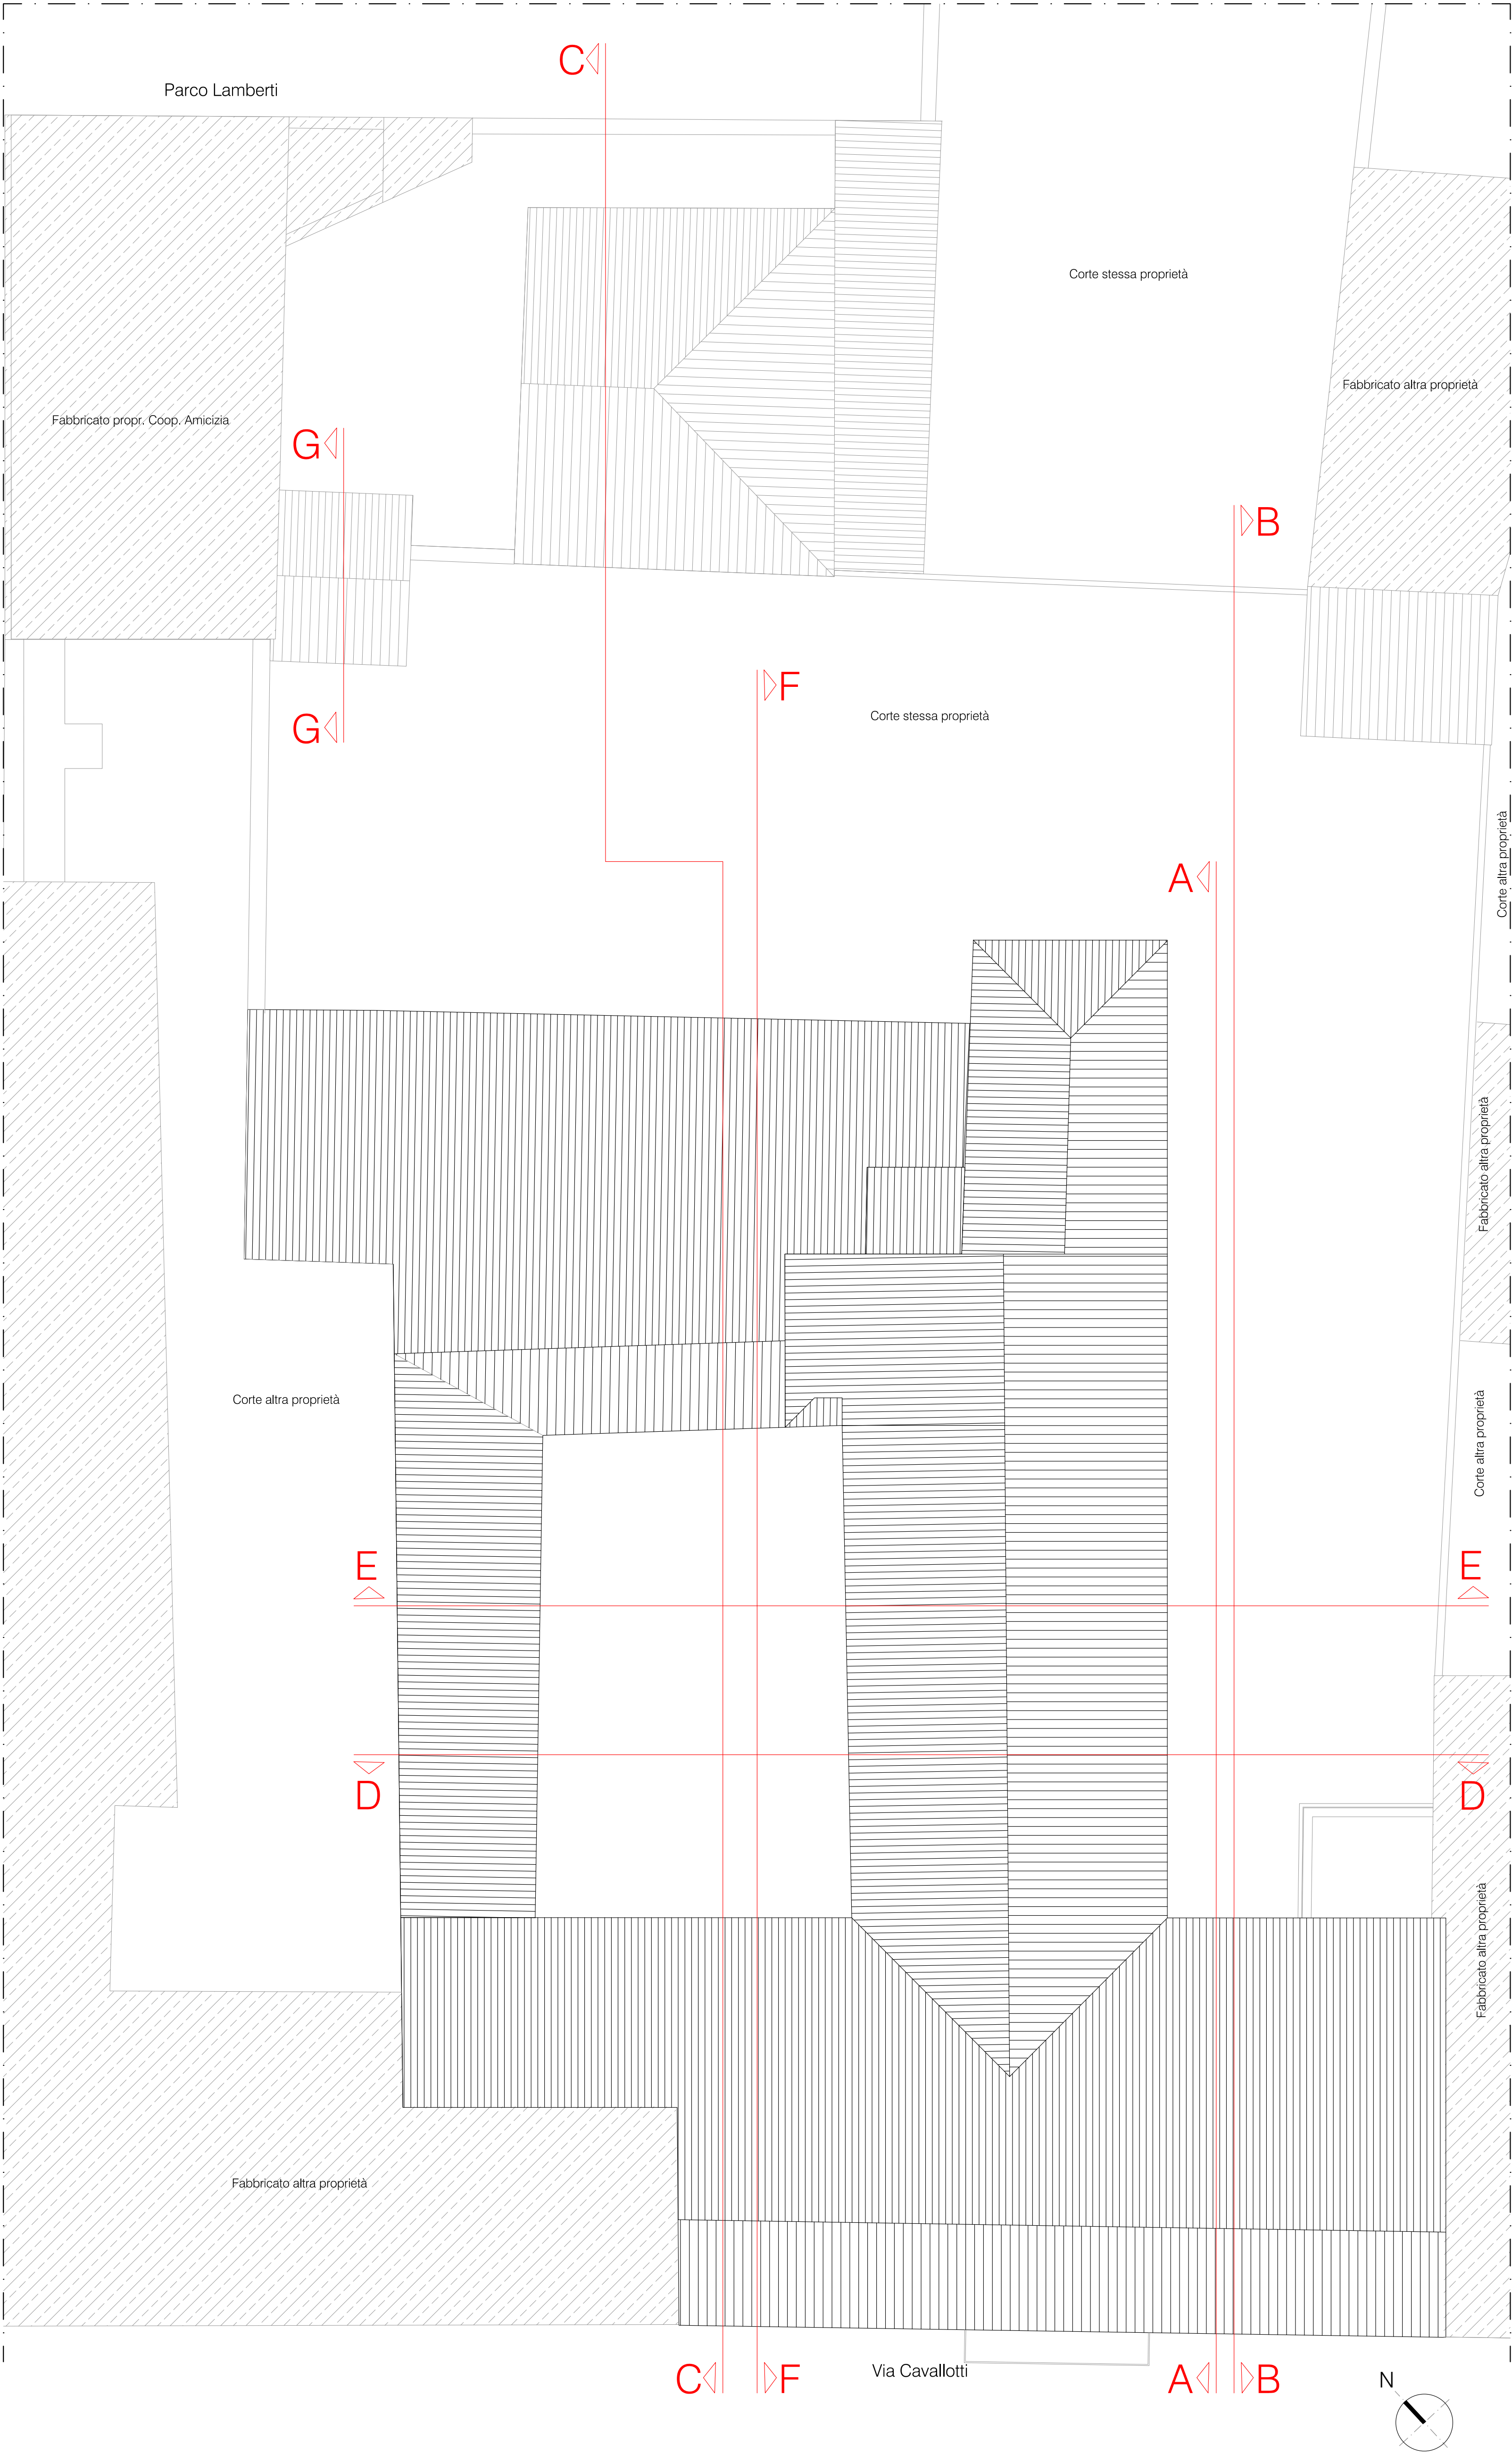 C
Parco Lamberti
Corte stessa proprietà
Fabbricato altra proprietà
Fabbricato propr. Coop. Amicizia
G
B
F
Corte stessa proprietà
G
Corte altra proprietà
A
Fabbricato altra proprietà
Corte altra proprietà
Corte altra proprietà
E
E
D
D
Fabbricato altra proprietà
Fabbricato altra proprietà
Via Cavallotti
C
F
A
B
N